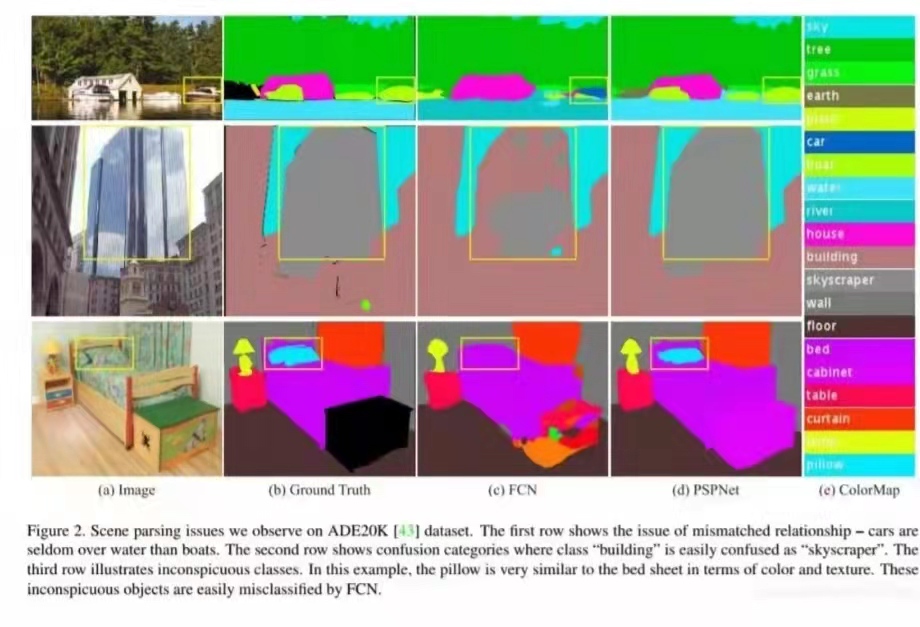 sky
tree
grass
earth
car
boat
water
river
house
building
skyscraper
wall
floor
bed
cabinet
table
curtain
pillow
(a) Image
(b) Ground Truth
(c) FCN
(d) PSPNet
(e) ColorMap
Figure 2. Scene parsing issues we observe on ADE20K [43] dataset. The first row shows the issue of mismatched relationship – cars are
seldom over water than boats. The second row shows confusion categories where class “building” is easily confused as “skyscraper”. The
third row illustrates inconspicuous classes. In this example, the pillow is very similar to the bed sheet in terms of color and texture. These
inconspicuous objects are easily misclassified by FCN.